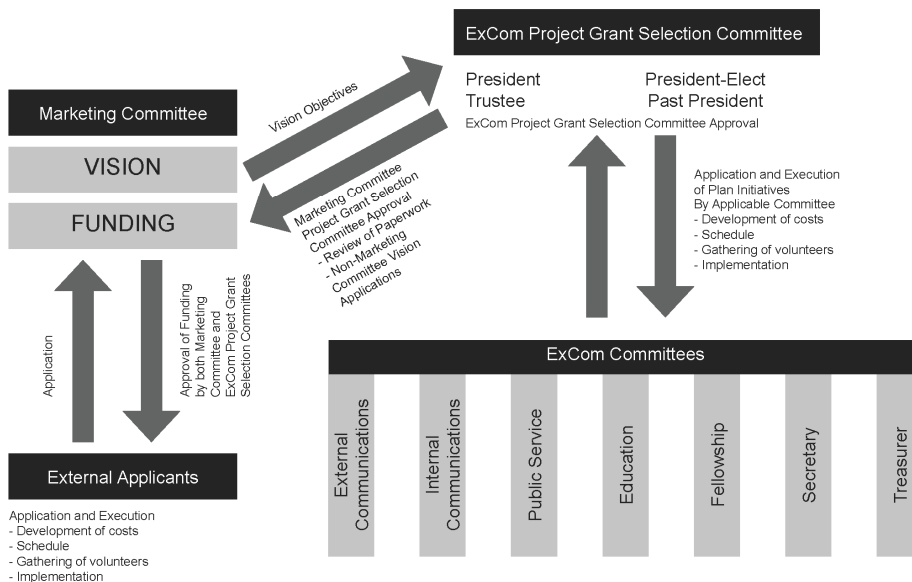 ExCom Project Grant Selection Committee
President
Trustee
President-Elect
Past President
ExCom Project Grant Selection Committee Approval
Marketing Committee
VISION
FUNDING
Vision Objectives
Marketing Committee
Project Grant Selection
Committee Approval
- Review of Paperwork
- Non-Marketing
Committee Vision
Applications
Application and Execution
of Plan Initiatives
By Applicable Committee
- Development of costs
- Schedule
- Gathering of volunteers
- Implementation
Application
Approval of Funding
by both Marketing
Committee and
ExCom Project Grant
Selection Committees
External Applicants
Application and Execution
- Development of costs
- Schedule
- Gathering of volunteers
- Implementation
ExCom Committees
External
Communications
Internal
Communications
Public Service
Education
Fellowship
Secretary
Treasurer